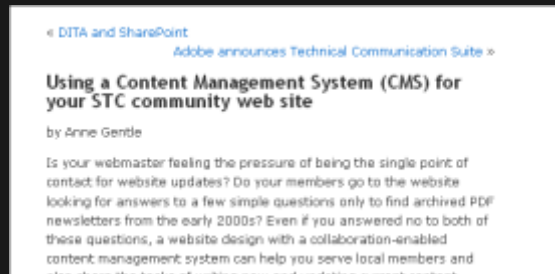 « DITA and SharePoint
Adobe announces Technical Communication Suite »
Using a Content Management System (CMS) for
your STC community web site
by Anne Gentle
Is your webmaster feeling the pressure of being the single point of
contact for website updates? Do your members go to the website
looking for answers to a few simple questions only to find archived PDF
newsletters from the early 2000s? Even if you answered no to both of
these questions, a website design with a collaboration-enabled
content management system can help you serve local members and